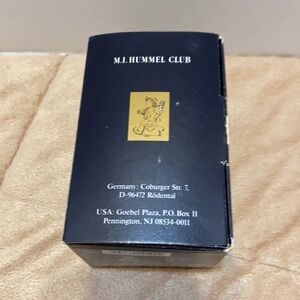 M.I. HUMMEL CLUB
Germany: Coburger Str. 7,
D-96472 Rödental
USA: Goebel Plaza, P.O. Box 11
Pennington, NJ 08534-0011